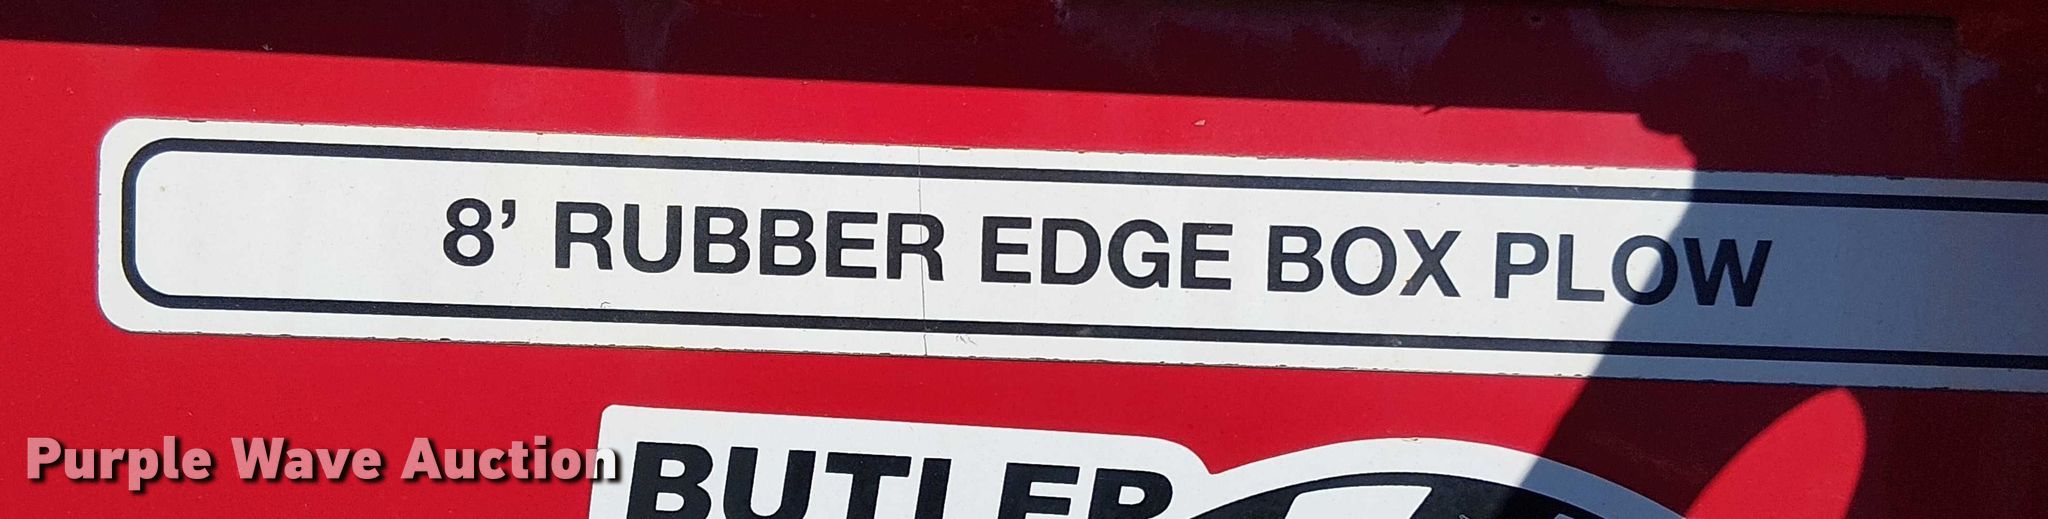 8’ RUBBER EDGE BOX PLOW
BUTLER
Purple Wave Auction